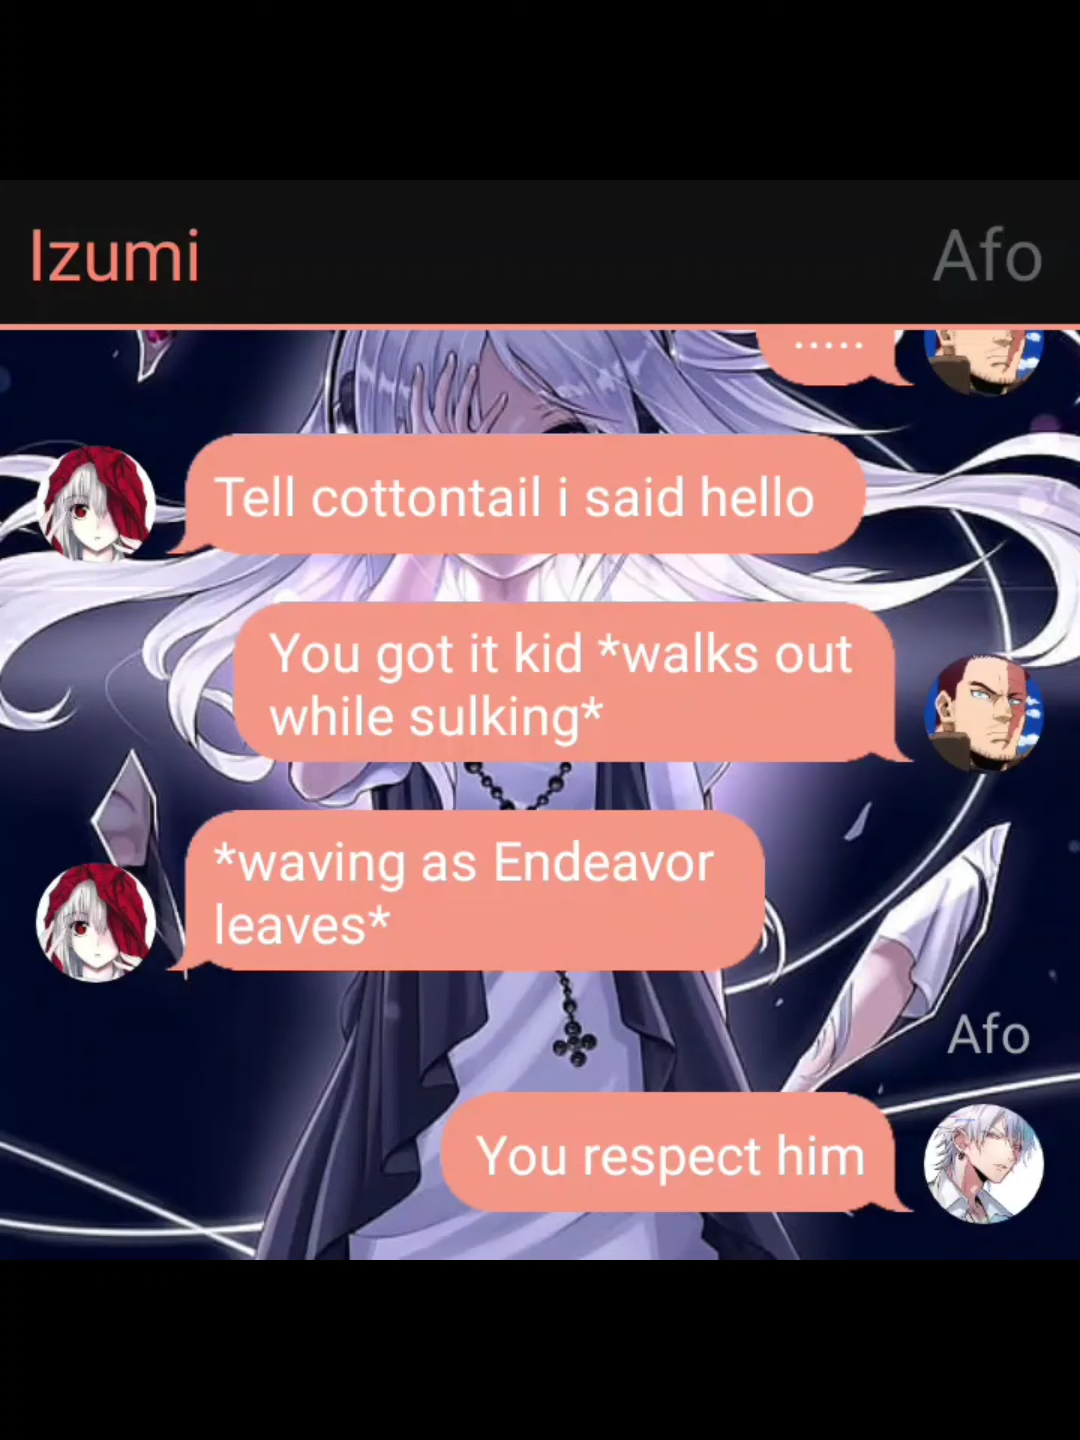 Izumi
Afo
.....
Tell cottontail i said hello
You got it kid *walks out
while sulking*
*waving as Endeavor
leaves*
Afo
You respect him